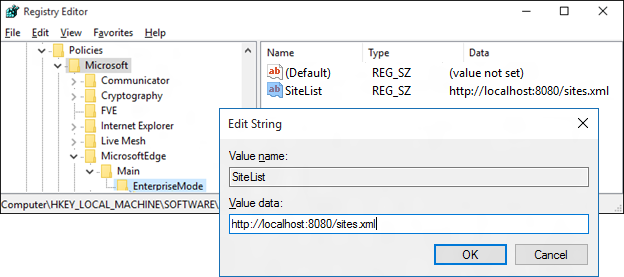 Registry Editor
File Edit View Favorites Help
Policies
Microsoft
Communicator
Cryptography
FVE
Internet Explorer
Live Mesh
MicrosoftEdge
Main
EnterpriseMode
Name Type Data
ab (Default) REG_SZ (value not set)
ab SiteList REG_SZ http://localhost:8080/sites.xml
Computer\HKEY_LOCAL_MACHINE\SOFTWARE\
Edit String
Value name:
SiteList
Value data:
http://localhost:8080/sites.xml
OK Cancel